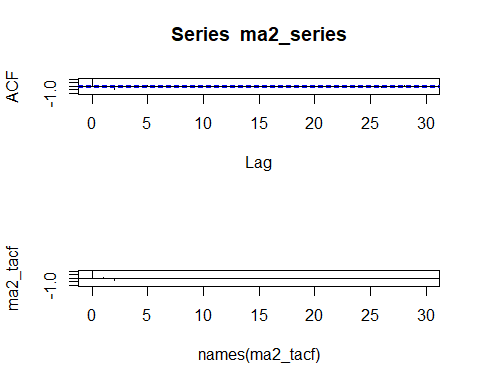 Series ma2_series
ACF
-1.0
0 5 10 15 20 25 30
Lag
ma2_tacf
-1.0
0 5 10 15 20 25 30
names(ma2_tacf)